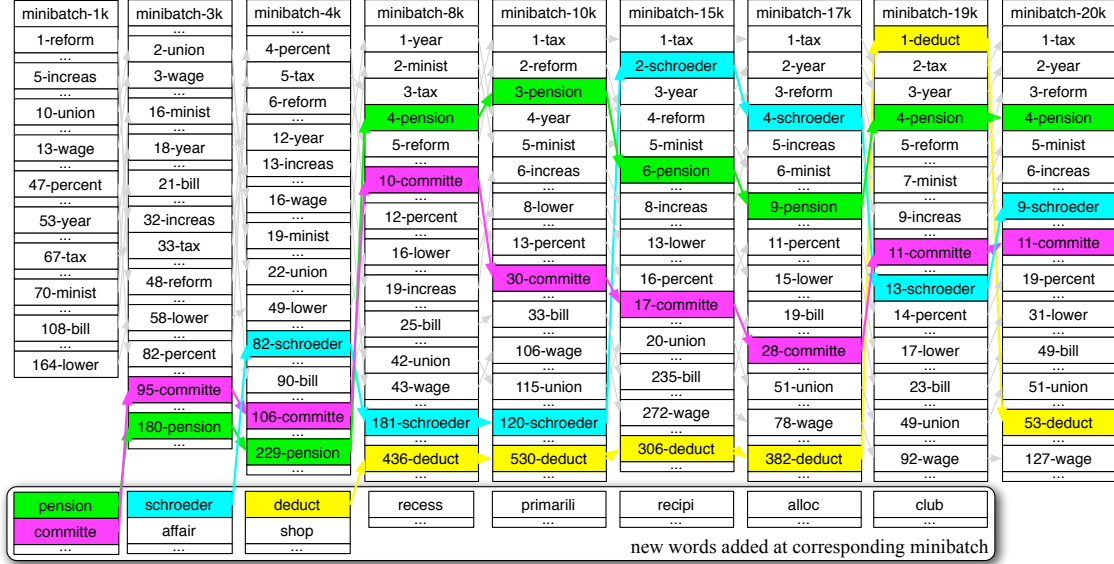 minibatch-1k
1-reform
...
5-increas
...
10-union
...
13-wage
...
47-percent
...
53-year
...
67-tax
...
70-minist
...
108-bill
...
164-lower
minibatch-3k
...
2-union
3-wage
...
16-minist
...
18-year
...
21-bill
...
32-increas
...
33-tax
...
48-reform
...
58-lower
...
82-percent
...
95-committe
...
180-pension
...
minibatch-4k
...
4-percent
5-tax
6-reform
...
12-year
13-increas
...
16-wage
...
19-minist
...
22-union
...
49-lower
...
82-schroeder
...
90-bill
...
106-committe
...
229-pension
...
minibatch-8k
1-year
2-minist
3-tax
4-pension
5-reform
...
10-committe
...
12-percent
...
16-lower
...
19-increas
...
25-bill
...
42-union
43-wage
...
181-schroeder
...
436-deduct
...
minibatch-10k
1-tax
2-reform
3-pension
4-year
5-minist
6-increas
...
8-lower
...
13-percent
...
30-committe
...
33-bill
...
106-wage
...
115-union
...
120-schroeder
...
530-deduct
...
minibatch-15k
1-tax
2-schroeder
3-year
4-reform
5-minist
6-pension
...
8-increas
...
13-lower
...
16-percent
17-committe
...
20-union
...
235-bill
...
272-wage
...
306-deduct
...
minibatch-17k
1-tax
2-year
3-reform
4-schroeder
5-increas
6-minist
...
9-pension
...
11-percent
...
15-lower
...
19-bill
...
28-committe
...
51-union
...
78-wage
...
382-deduct
...
minibatch-19k
1-deduct
2-tax
3-year
4-pension
5-reform
...
7-minist
...
9-increas
...
11-committe
...
13-schroeder
14-percent
...
17-lower
...
23-bill
...
49-union
...
92-wage
...
minibatch-20k
1-tax
2-year
3-reform
4-pension
5-minist
6-increas
...
9-schroeder
...
11-committe
...
19-percent
...
31-lower
...
49-bill
...
51-union
...
53-deduct
...
127-wage
...
pension
committe
...
schroeder
affair
...
deduct
shop
...
recess
...
primarili
...
recipi
...
alloc
...
club
...
new words added at corresponding minibatch